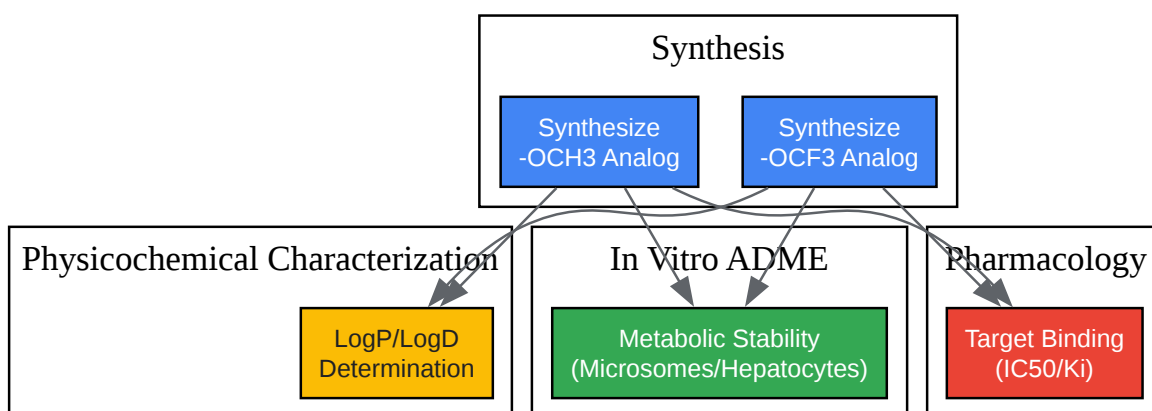 Synthesis
Synthesize
-OCH3 Analog
Synthesize
-OCF3 Analog
Physicochemical Characterization
In Vitro ADME
Pharmacology
LogP/LogD
Determination
Metabolic Stability
(Microsomes/Hepatocytes)
Target Binding
(IC50/Ki)